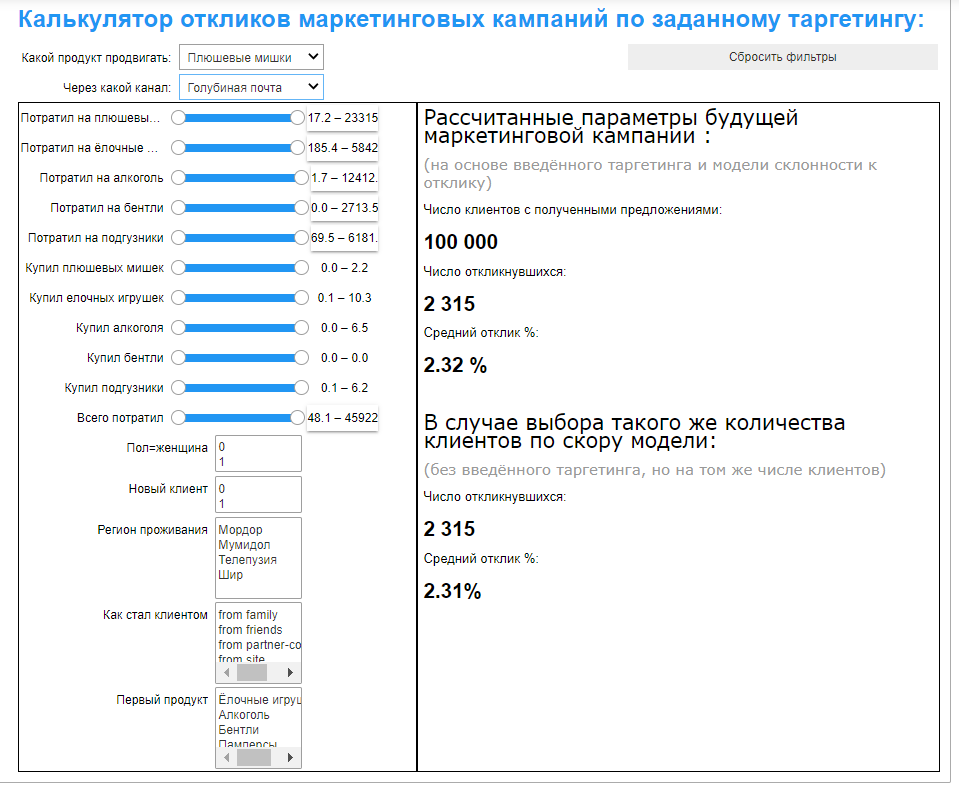 Калькулятор откликов маркетинговых кампаний по заданному таргетингу:
Какой продукт продвигать: Плюшевые мишки
Сбросить фильтры
Через какой канал: Голубиная почта
Потратил на плюшевы... 17.2 – 23315
Потратил на ёлочные ... 185.4 – 5842
Потратил на алкоголь 1.7 – 12412.
Потратил на бентли 0.0 – 2713.5
Потратил на подгузники 69.5 – 6181.
Купил плюшевых мишек 0.0 – 2.2
Купил елочных игрушек 0.1 – 10.3
Купил алкоголя 0.0 – 6.5
Купил бентли 0.0 – 0.0
Купил подгузники 0.1 – 6.2
Всего потратил 48.1 – 45922
Пол=женщина 0
1
Новый клиент 0
1
Регион проживания Мордор
Мумидол
Телепузия
Шир
Как стал клиентом from family
from friends
from partner-co
from site
Первый продукт Ёлочные игруш
Алкоголь
Бентли
Памперсы
Рассчитанные параметры будущей
маркетинговой кампании :
(на основе введённого таргетинга и модели склонности к
отклику)
Число клиентов с полученными предложениями:
100 000
Число откликнувшихся:
2 315
Средний отклик %:
2.32 %
В случае выбора такого же количества
клиентов по скору модели:
(без введённого таргетинга, но на том же числе клиентов)
Число откликнувшихся:
2 315
Средний отклик %:
2.31%